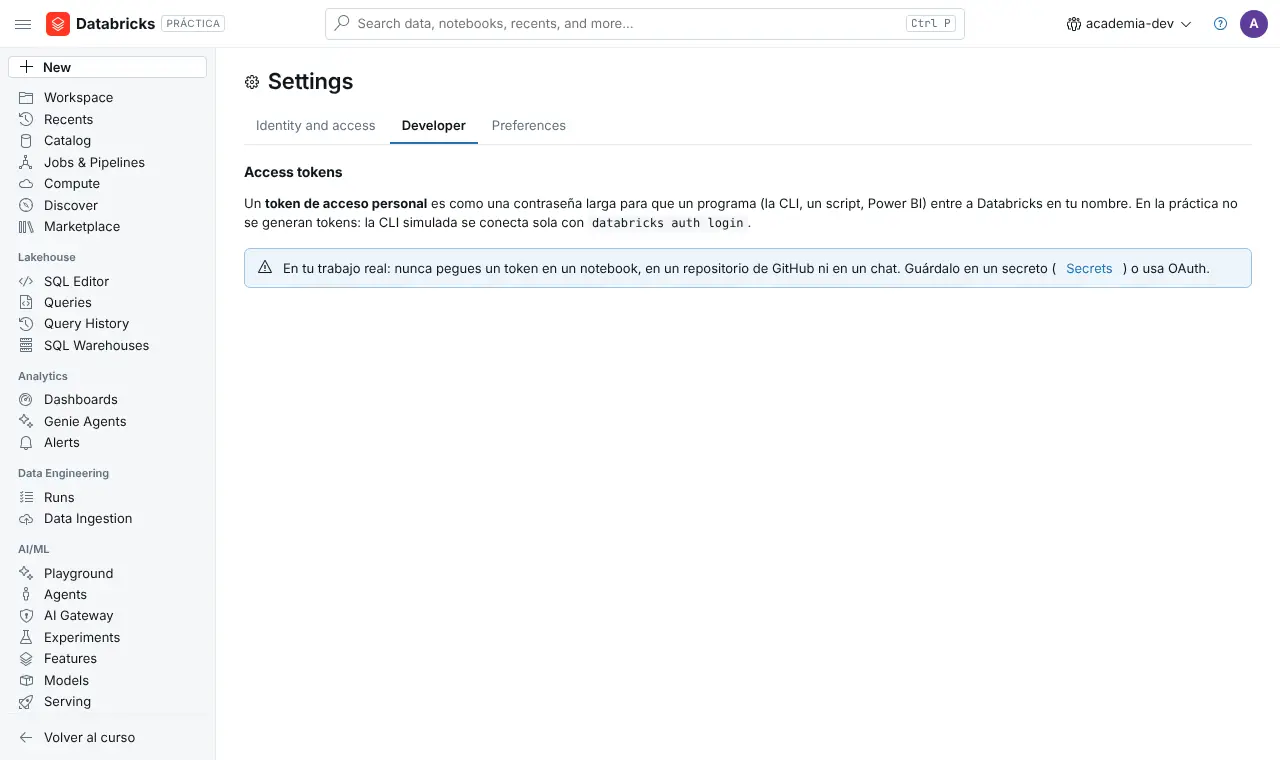 Databricks PRÁCTICA
Search data, notebooks, recents, and more... Ctrl P
academia-dev
A
New
Workspace
Recents
Catalog
Jobs & Pipelines
Compute
Discover
Marketplace
Lakehouse
SQL Editor
Queries
Query History
SQL Warehouses
Analytics
Dashboards
Genie Agents
Alerts
Data Engineering
Runs
Data Ingestion
AI/ML
Playground
Agents
AI Gateway
Experiments
Features
Models
Serving
Volver al curso
Settings
Identity and access Developer Preferences
Access tokens
Un token de acceso personal es como una contraseña larga para que un programa (la CLI, un script, Power BI) entre a Databricks en tu nombre. En la práctica no
se generan tokens: la CLI simulada se conecta sola con databricks auth login.
En tu trabajo real: nunca pegues un token en un notebook, en un repositorio de GitHub ni en un chat. Guárdalo en un secreto ( Secrets ) o usa OAuth.